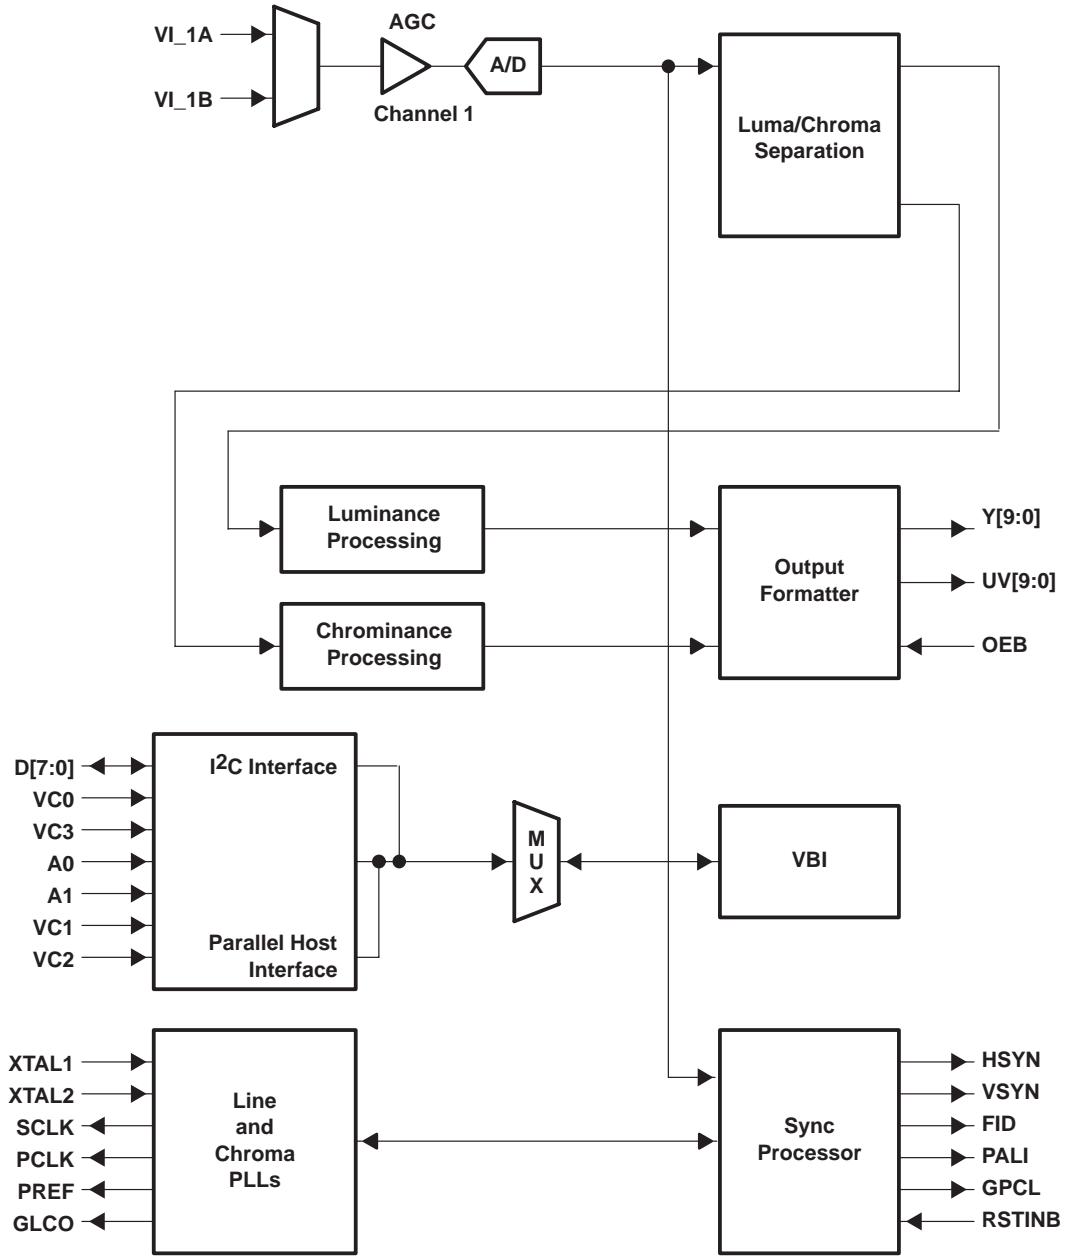 AGC
VI_1A
A/D
VI_1B
Channel 1
Luma/Chroma
Separation
Luminance
Processing
Output
Formatter
Y[9:0]
UV[9:0]
OEB
Chrominance
Processing
D[7:0]
VC0
VC3
A0
A1
VC1
VC2
I2C Interface
Parallel Host
Interface
M
U
X
VBI
XTAL1
XTAL2
SCLK
PCLK
PREF
GLCO
Line
and
Chroma
PLLs
Sync
Processor
HSYN
VSYN
FID
PALI
GPCL
RSTINB